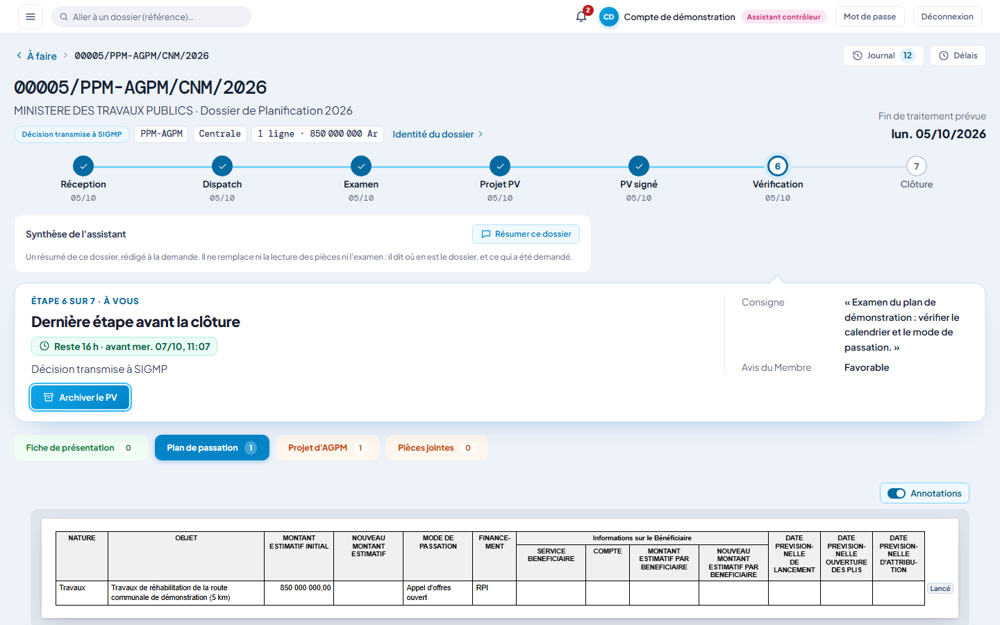 Aller à un dossier (référence)...
2
CD
Compte de démonstration
Assistant contrôleur
Mot de passe
Déconnexion
À faire
00005/PPM-AGPM/CNM/2026
Journal 12
Délais
00005/PPM-AGPM/CNM/2026
MINISTERE DES TRAVAUX PUBLICS · Dossier de Planification 2026
Fin de traitement prévue
lun. 05/10/2026
Décision transmise à SIGMP
PPM-AGPM
Centrale
1 ligne · 850 000 000 Ar
Identité du dossier
6
7
Réception
Dispatch
Examen
Projet PV
PV signé
Vérification
Clôture
05/10
05/10
05/10
05/10
05/10
05/10
Synthèse de l'assistant
Résumer ce dossier
Un résumé de ce dossier, rédigé à la demande. Il ne remplace ni la lecture des pièces ni l'examen : il dit où en est le dossier, et ce qui a été demandé.
ÉTAPE 6 SUR 7 · À VOUS
Dernière étape avant la clôture
Reste 16 h · avant mer. 07/10, 11:07
Décision transmise à SIGMP
Archiver le PV
Consigne
« Examen du plan de
démonstration : vérifier le
calendrier et le mode de
passation. »
Avis du Membre
Favorable
Fiche de présentation 0
Plan de passation 1
Projet d'AGPM 1
Pièces jointes 0
Annotations
NATURE
OBJET
MONTANT
ESTIMATIF INITIAL
NOUVEAU
MONTANT
ESTIMATIF
MODE DE
PASSATION
FINANCE-
MENT
Informations sur le Bénéficiaire
SERVICE
BENEFICIAIRE
COMPTE
MONTANT
ESTIMATIF PAR
BENEFICIAIRE
NOUVEAU
MONTANT
ESTIMATIF PAR
BENEFICIAIRE
DATE
PREVISION-
NELLE
DE
LANCEMENT
DATE
PREVISION-
NELLE
OUVERTURE
DES PLIS
DATE
PREVISION-
NELLE
D'ATTRIBU-
TION
Travaux
Travaux de réhabilitation de la route
communale de démonstration (5 km)
850 000 000,00
Appel d'offres
ouvert
RPI
Lancé